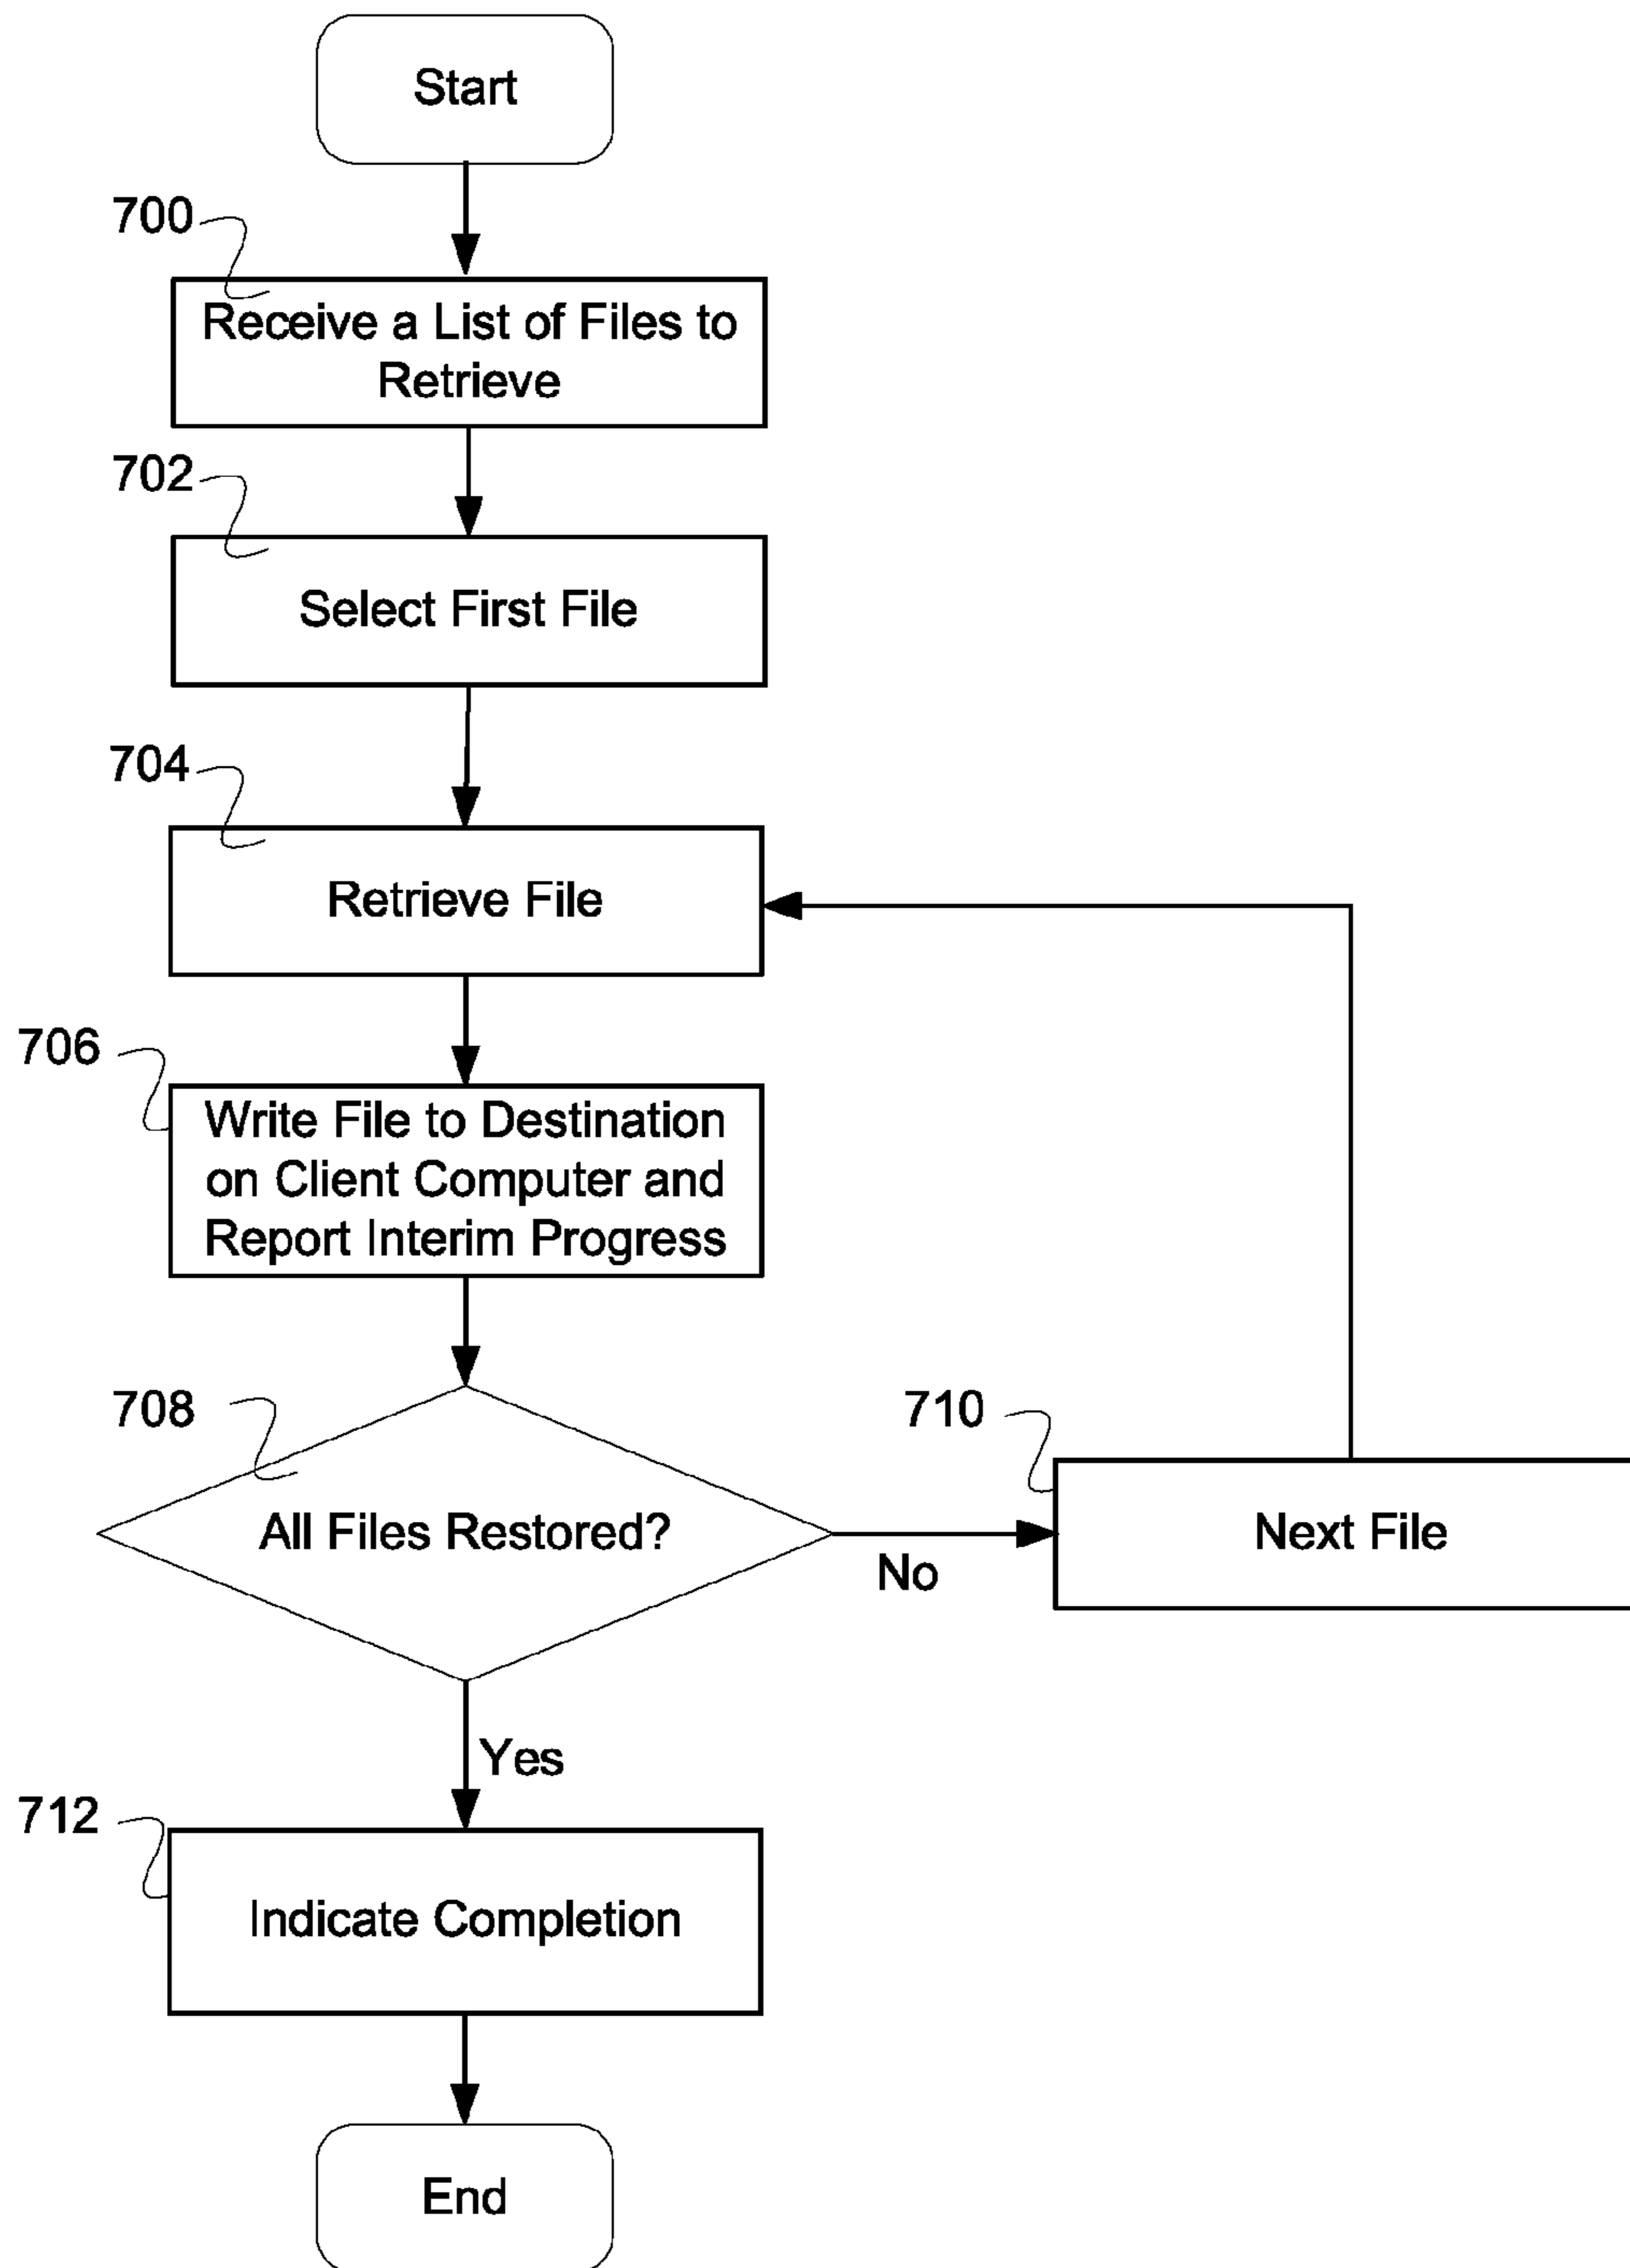 Start
700
Receive a List of Files to
Retrieve
702
Select First File
704
Retrieve File
706
Write File to Destination
on Client Computer and
Report Interim Progress
708
All Files Restored?
No
710
Next File
Yes
712
Indicate Completion
End